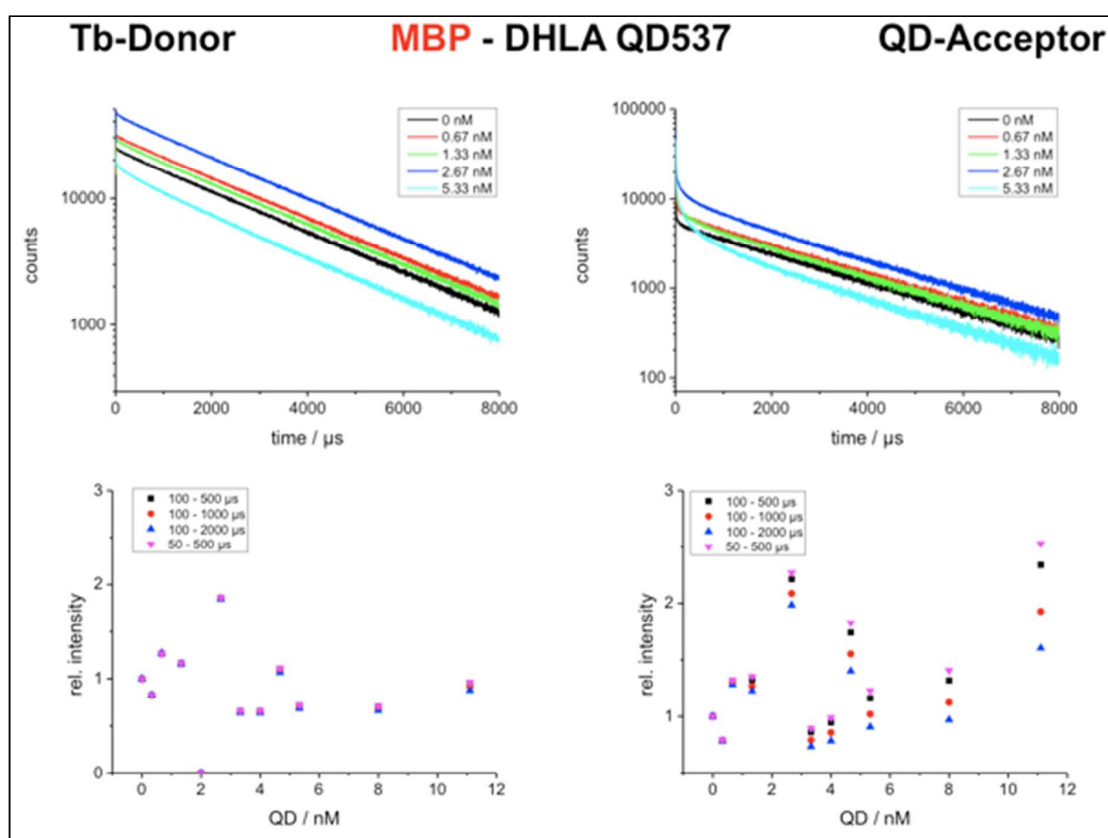 Tb-Donor MBP - DHLA QD537 QD-Acceptor
0 nM
0.67 nM
1.33 nM
2.67 nM
5.33 nM
10000
1000
counts
0 2000 4000 6000 8000
time / µs
0 nM
0.67 nM
1.33 nM
2.67 nM
5.33 nM
100000
10000
1000
100
counts
0 2000 4000 6000 8000
time / µs
100 - 500 µs
100 - 1000 µs
100 - 2000 µs
50 - 500 µs
3
2
1
0
rel. intensity
0 2 4 6 8 10 12
QD / nM
100 - 500 µs
100 - 1000 µs
100 - 2000 µs
50 - 500 µs
3
2
1
rel. intensity
0 2 4 6 8 10 12
QD / nM